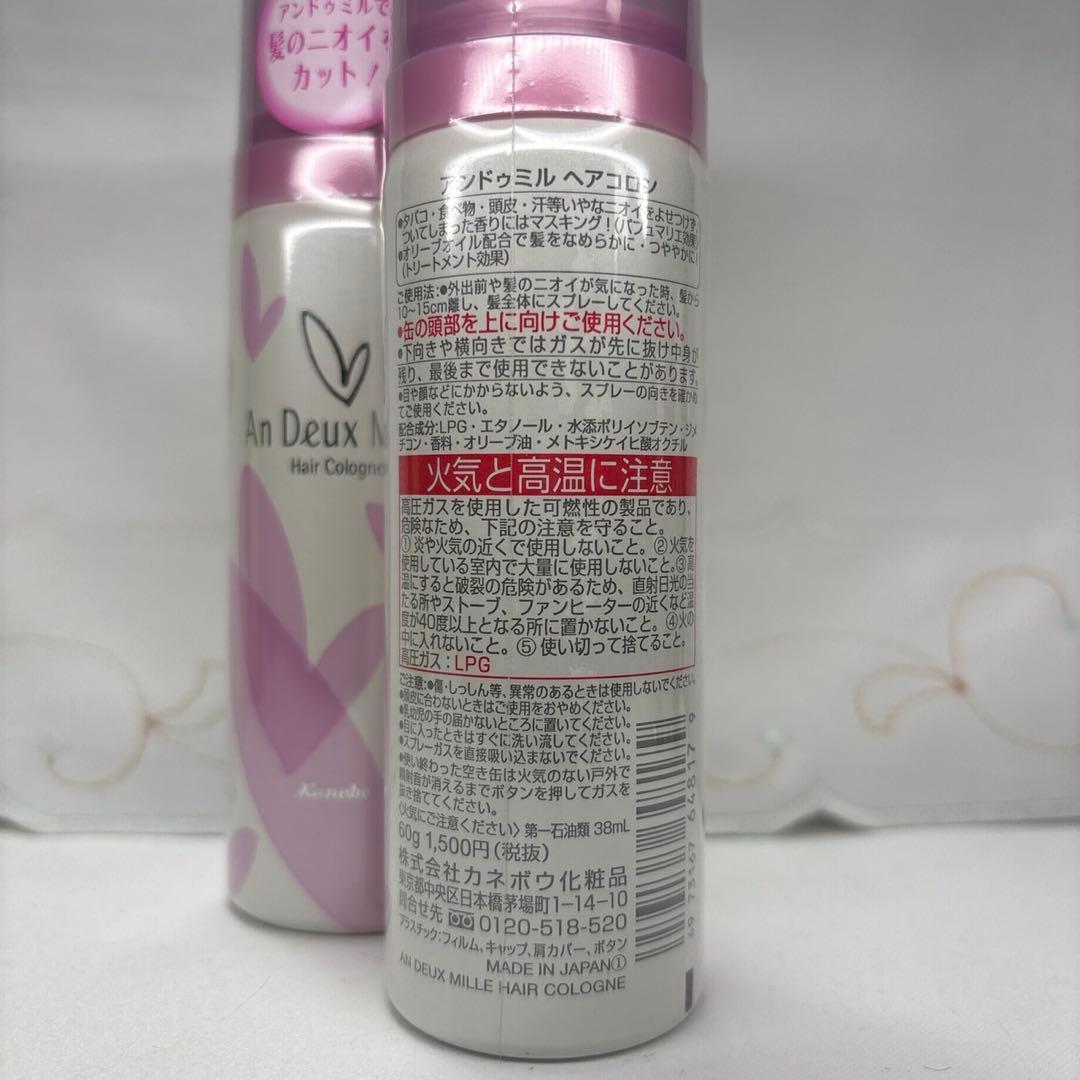 アンドゥミルで
髪のニオイを
カット!
An Deux M
Hair Cologne
Kanebo
アンドゥミル ヘアコロン
●タバコ・食べ物・頭皮・汗等いやなニオイをよせつけず、
ついてしまった香りにはマスキング!(パフュマリエ効果)
●オリーブオイル配合で髪をなめらかに・つややかに!
(トリートメント効果)
ご使用法:●外出前や髪のニオイが気になった時、髪から
10〜15cm離し、髪全体にスプレーしてください。
●缶の頭部を上に向けご使用ください。
●下向きや横向きではガスが先に抜け中身が
残り、最後まで使用できないことがあります。
●目や顔などにかからないよう、スプレーの向きを確かめ
てご使用ください。
配合成分:LPG・エタノール・水添ポリイソブテン・ジメ
チコン・香料・オリーブ油・メトキシケイヒ酸オクチル
火気と高温に注意
高圧ガスを使用した可燃性の製品であり、
危険なため、下記の注意を守ること。
①炎や火気の近くで使用しないこと。②火気を
使用している室内で大量に使用しないこと。③高
温にすると破裂の危険があるため、直射日光の当
たる所やストーブ、ファンヒーターの近くなど温
度が40度以上となる所に置かないこと。④火の
中に入れないこと。⑤使い切って捨てること。
高圧ガス:LPG
ご注意:●傷・しっしん等、異常のあるときは使用しないでください。
●頭皮に合わないときはご使用をおやめください。
●乳幼児の手の届かないところに置いてください。
●目に入ったときはすぐに洗い流してください。
●スプレーガスを直接吸い込まないでください。
●使い終わった空き缶は火気のない戸外で
噴射音が消えるまでボタンを押してガスを
抜き捨ててください。
〈火気にご注意ください〉第一石油類 38mL
60g 1,500円(税抜)
株式会社カネボウ化粧品
東京都中央区日本橋茅場町1-14-10
問合せ先 0120-518-520
プラスチック:フィルム、キャップ、肩カバー、ボタン
MADE IN JAPAN①
AN DEUX MILLE HAIR COLOGNE
49 73167 64817 9